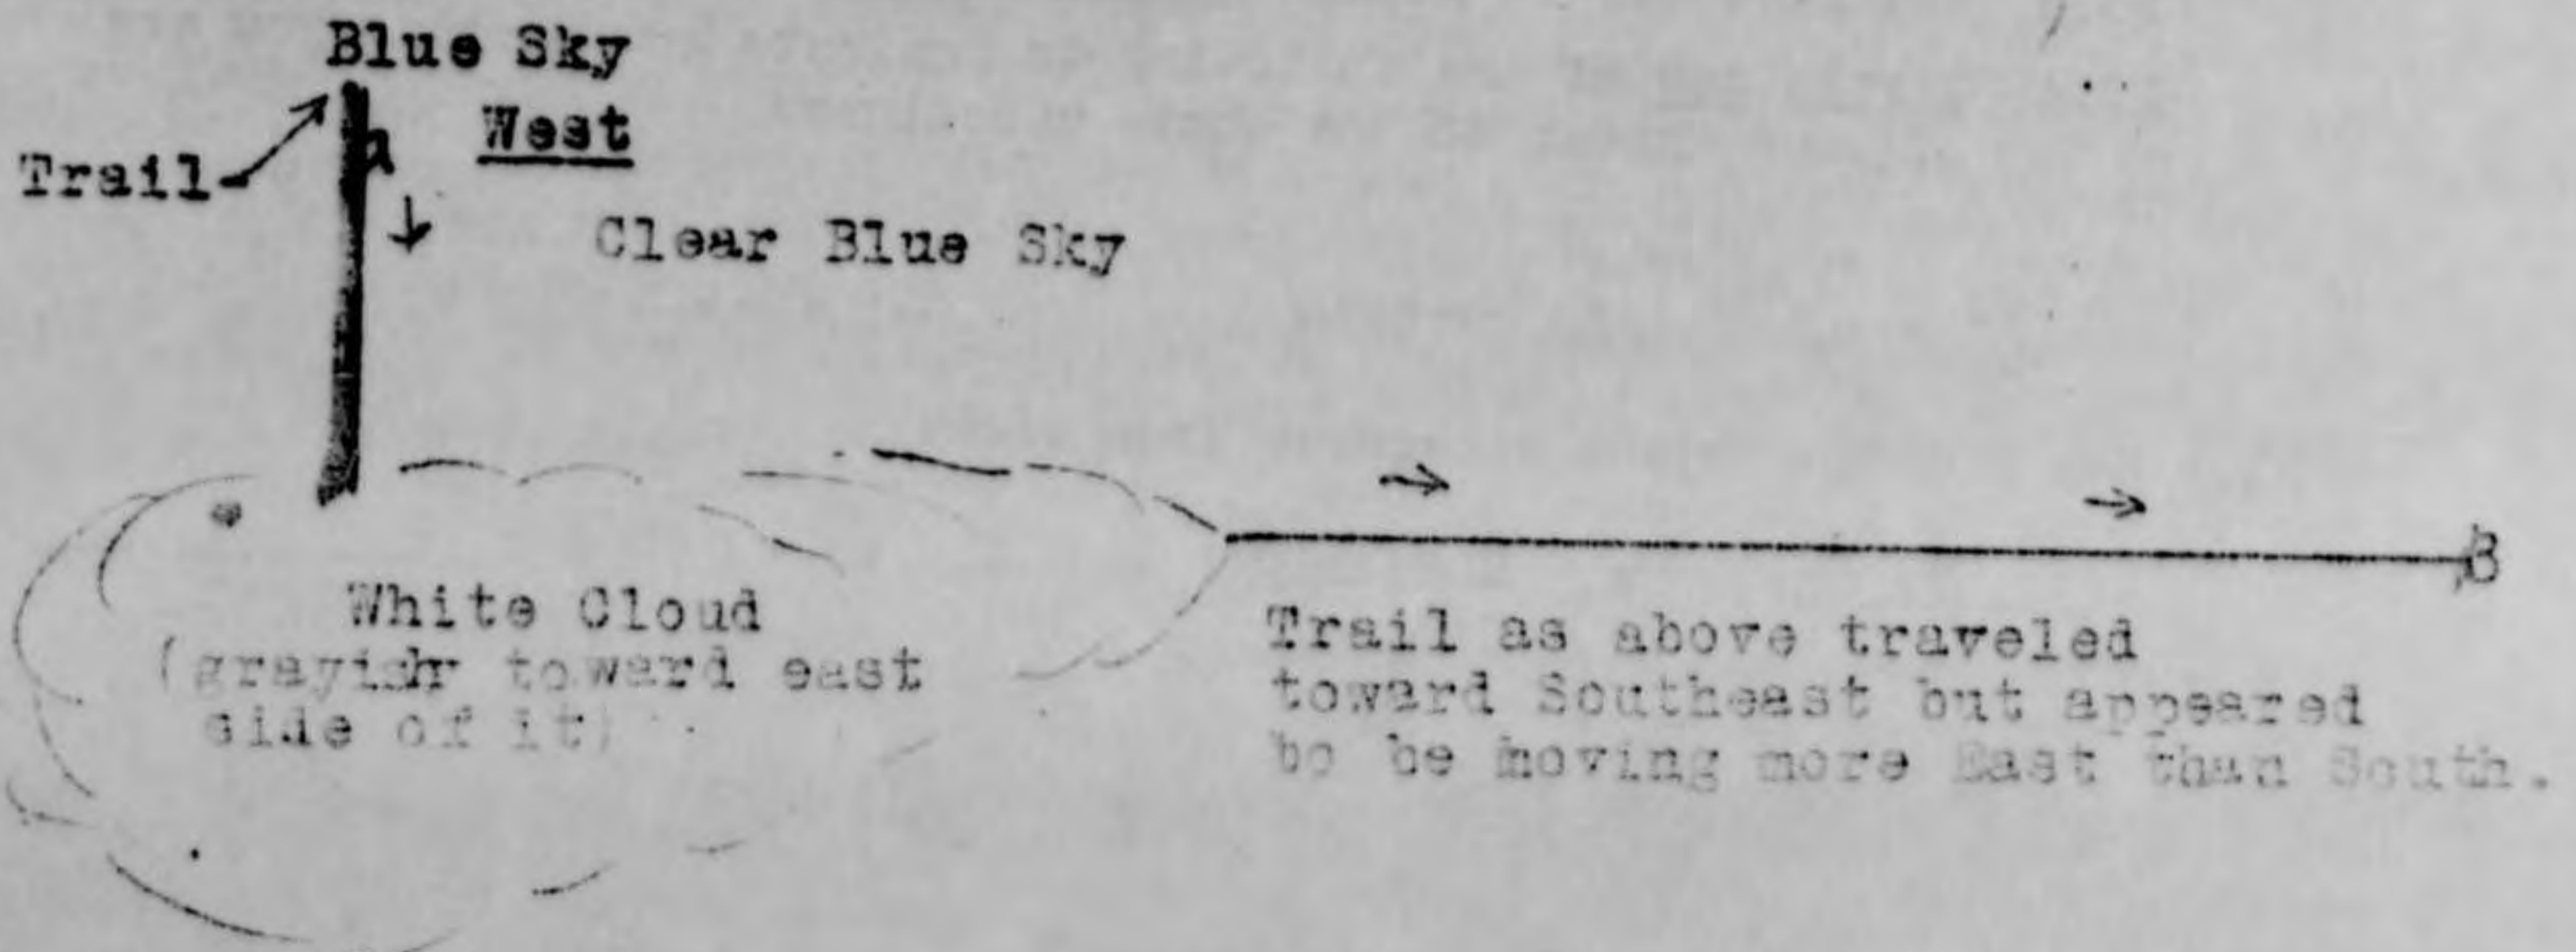 Blue Sky
West
Trail
Clear Blue Sky
White Cloud
(grayish toward east
side of it)
B
Trail as above traveled
toward Southeast but appeared
to be moving more East than South.